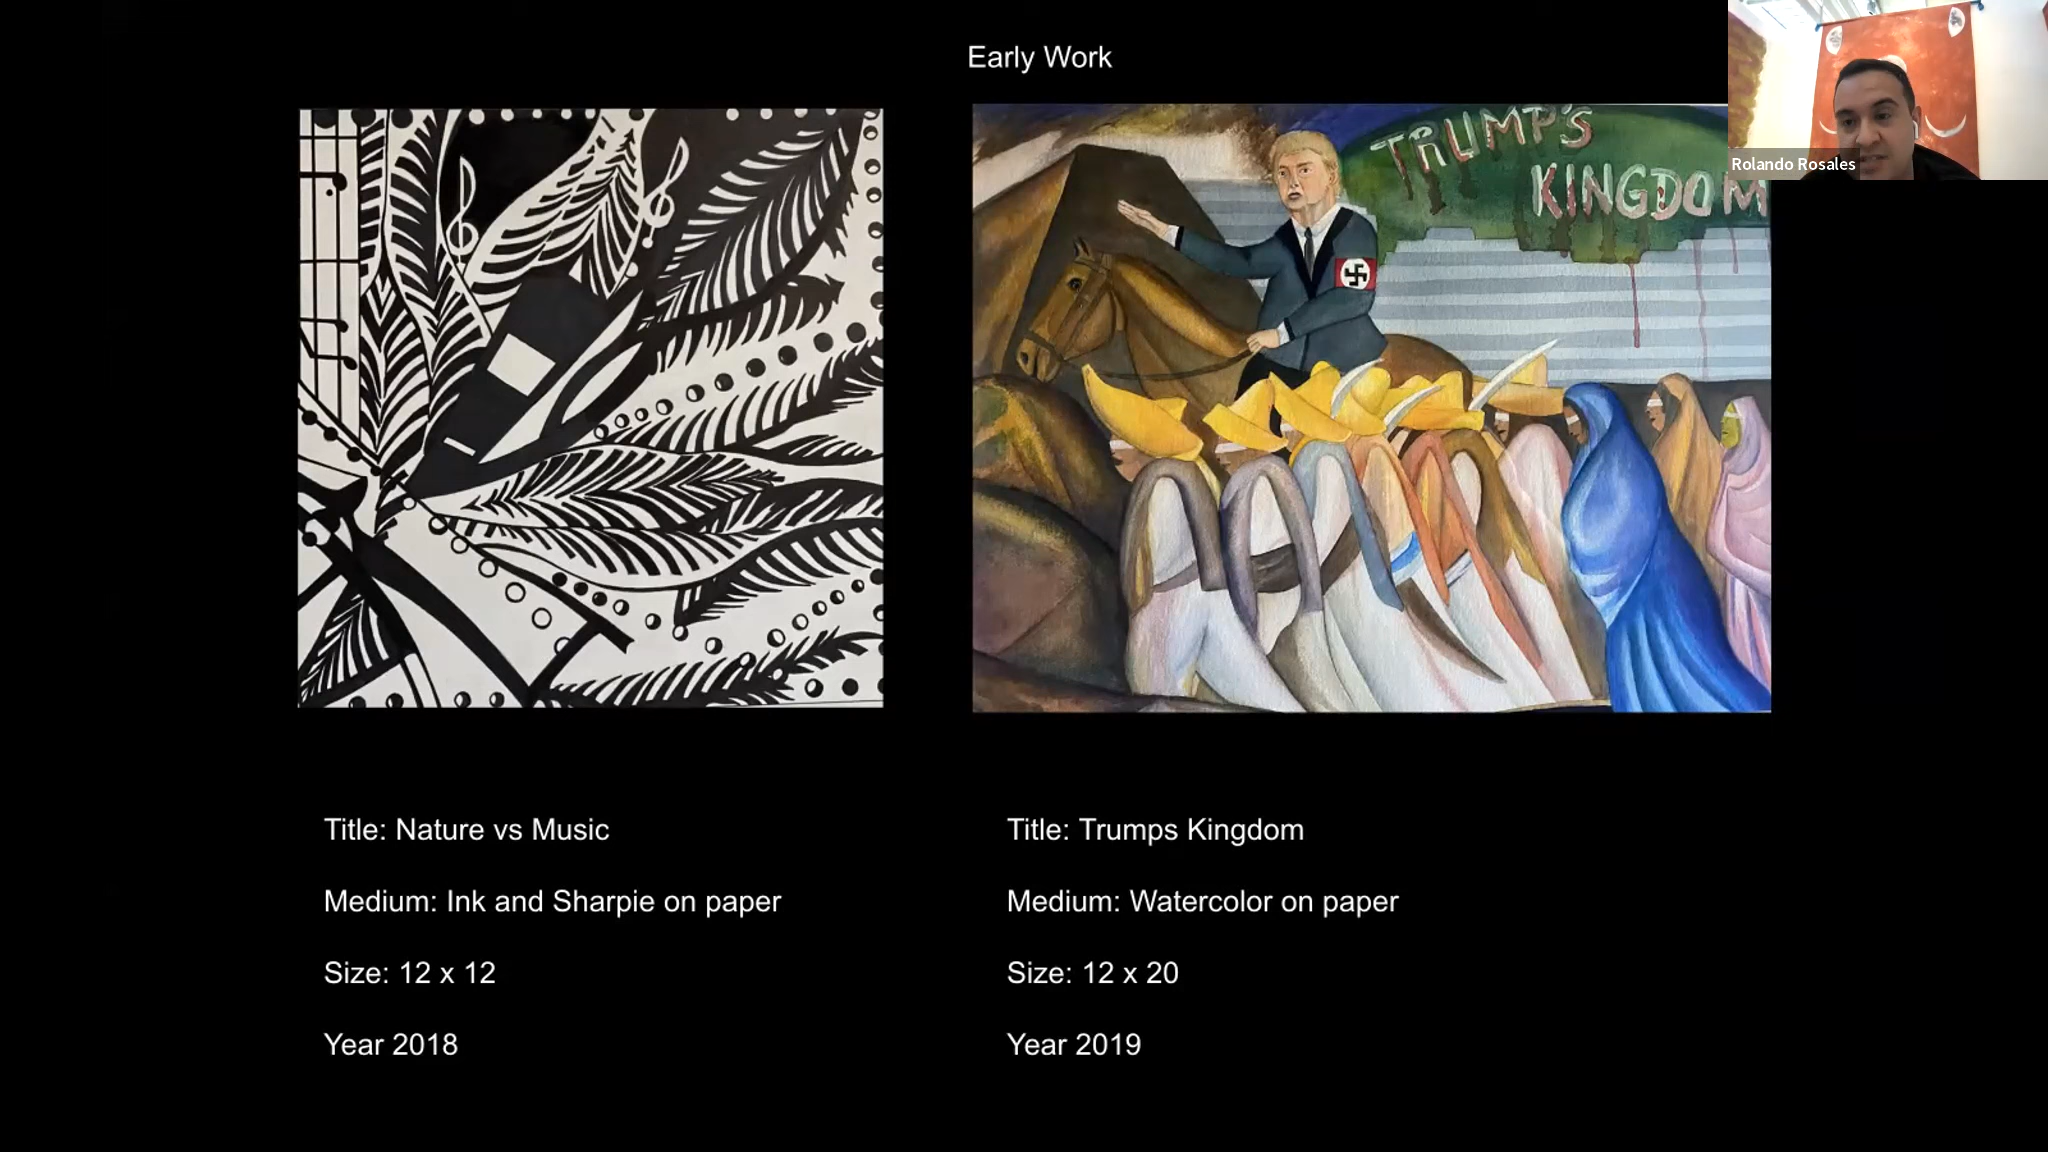 Early Work
Rolando Rosales
TRUMP'S
KINGDOM
Title: Nature vs Music
Medium: Ink and Sharpie on paper
Size: 12 x 12
Year 2018
Title: Trumps Kingdom
Medium: Watercolor on paper
Size: 12 x 20
Year 2019